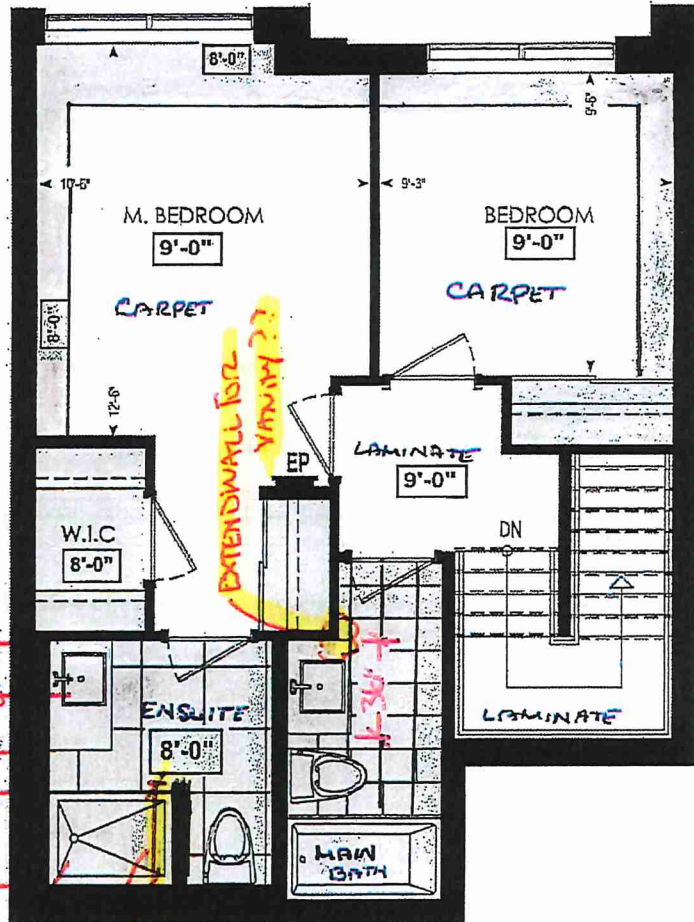 8'-0"
9'-6"
10'-6"
9'-3"
M. BEDROOM
9'-0"
BEDROOM
9'-0"
CARPET
CARPET
8'-0"
12'-6"
EXTEND WALL FOR
VANITY ??
EP
LAMINATE
9'-0"
W.I.C
8'-0"
DN
36"
ENSUITE
8'-0"
LAMINATE
MAIN
BATH